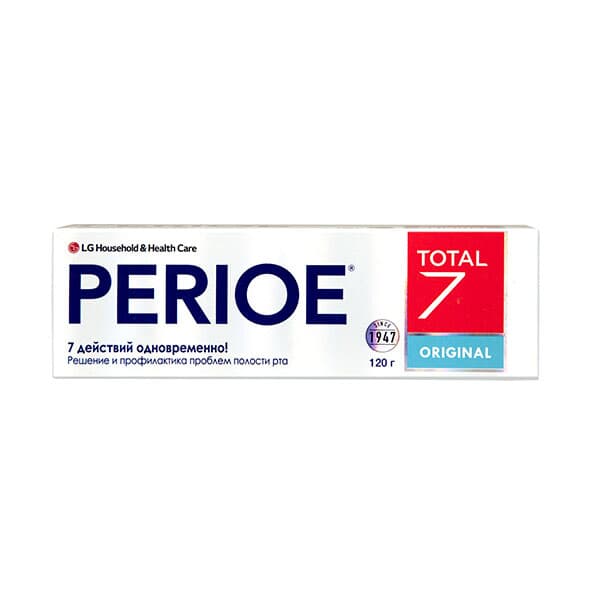 LG Household & Health Care
PERIOE®
7 действий одновременно!
Решение и профилактика проблем полости рта
SINCE
1947
120 г
TOTAL
7
ORIGINAL